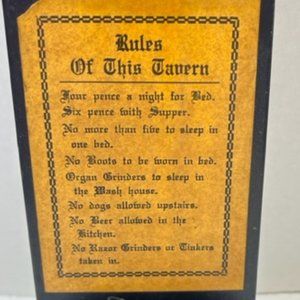 Rules
Of This Tavern
Four pence a night for Bed.
Six pence with Supper.
No more than five to sleep in
one bed.
No Boots to be worn in bed.
Organ Grinders to sleep in
the Wash house.
No dogs allowed upstairs.
No Beer allowed in the
Kitchen.
No Razor Grinders or Tinkers
taken in.